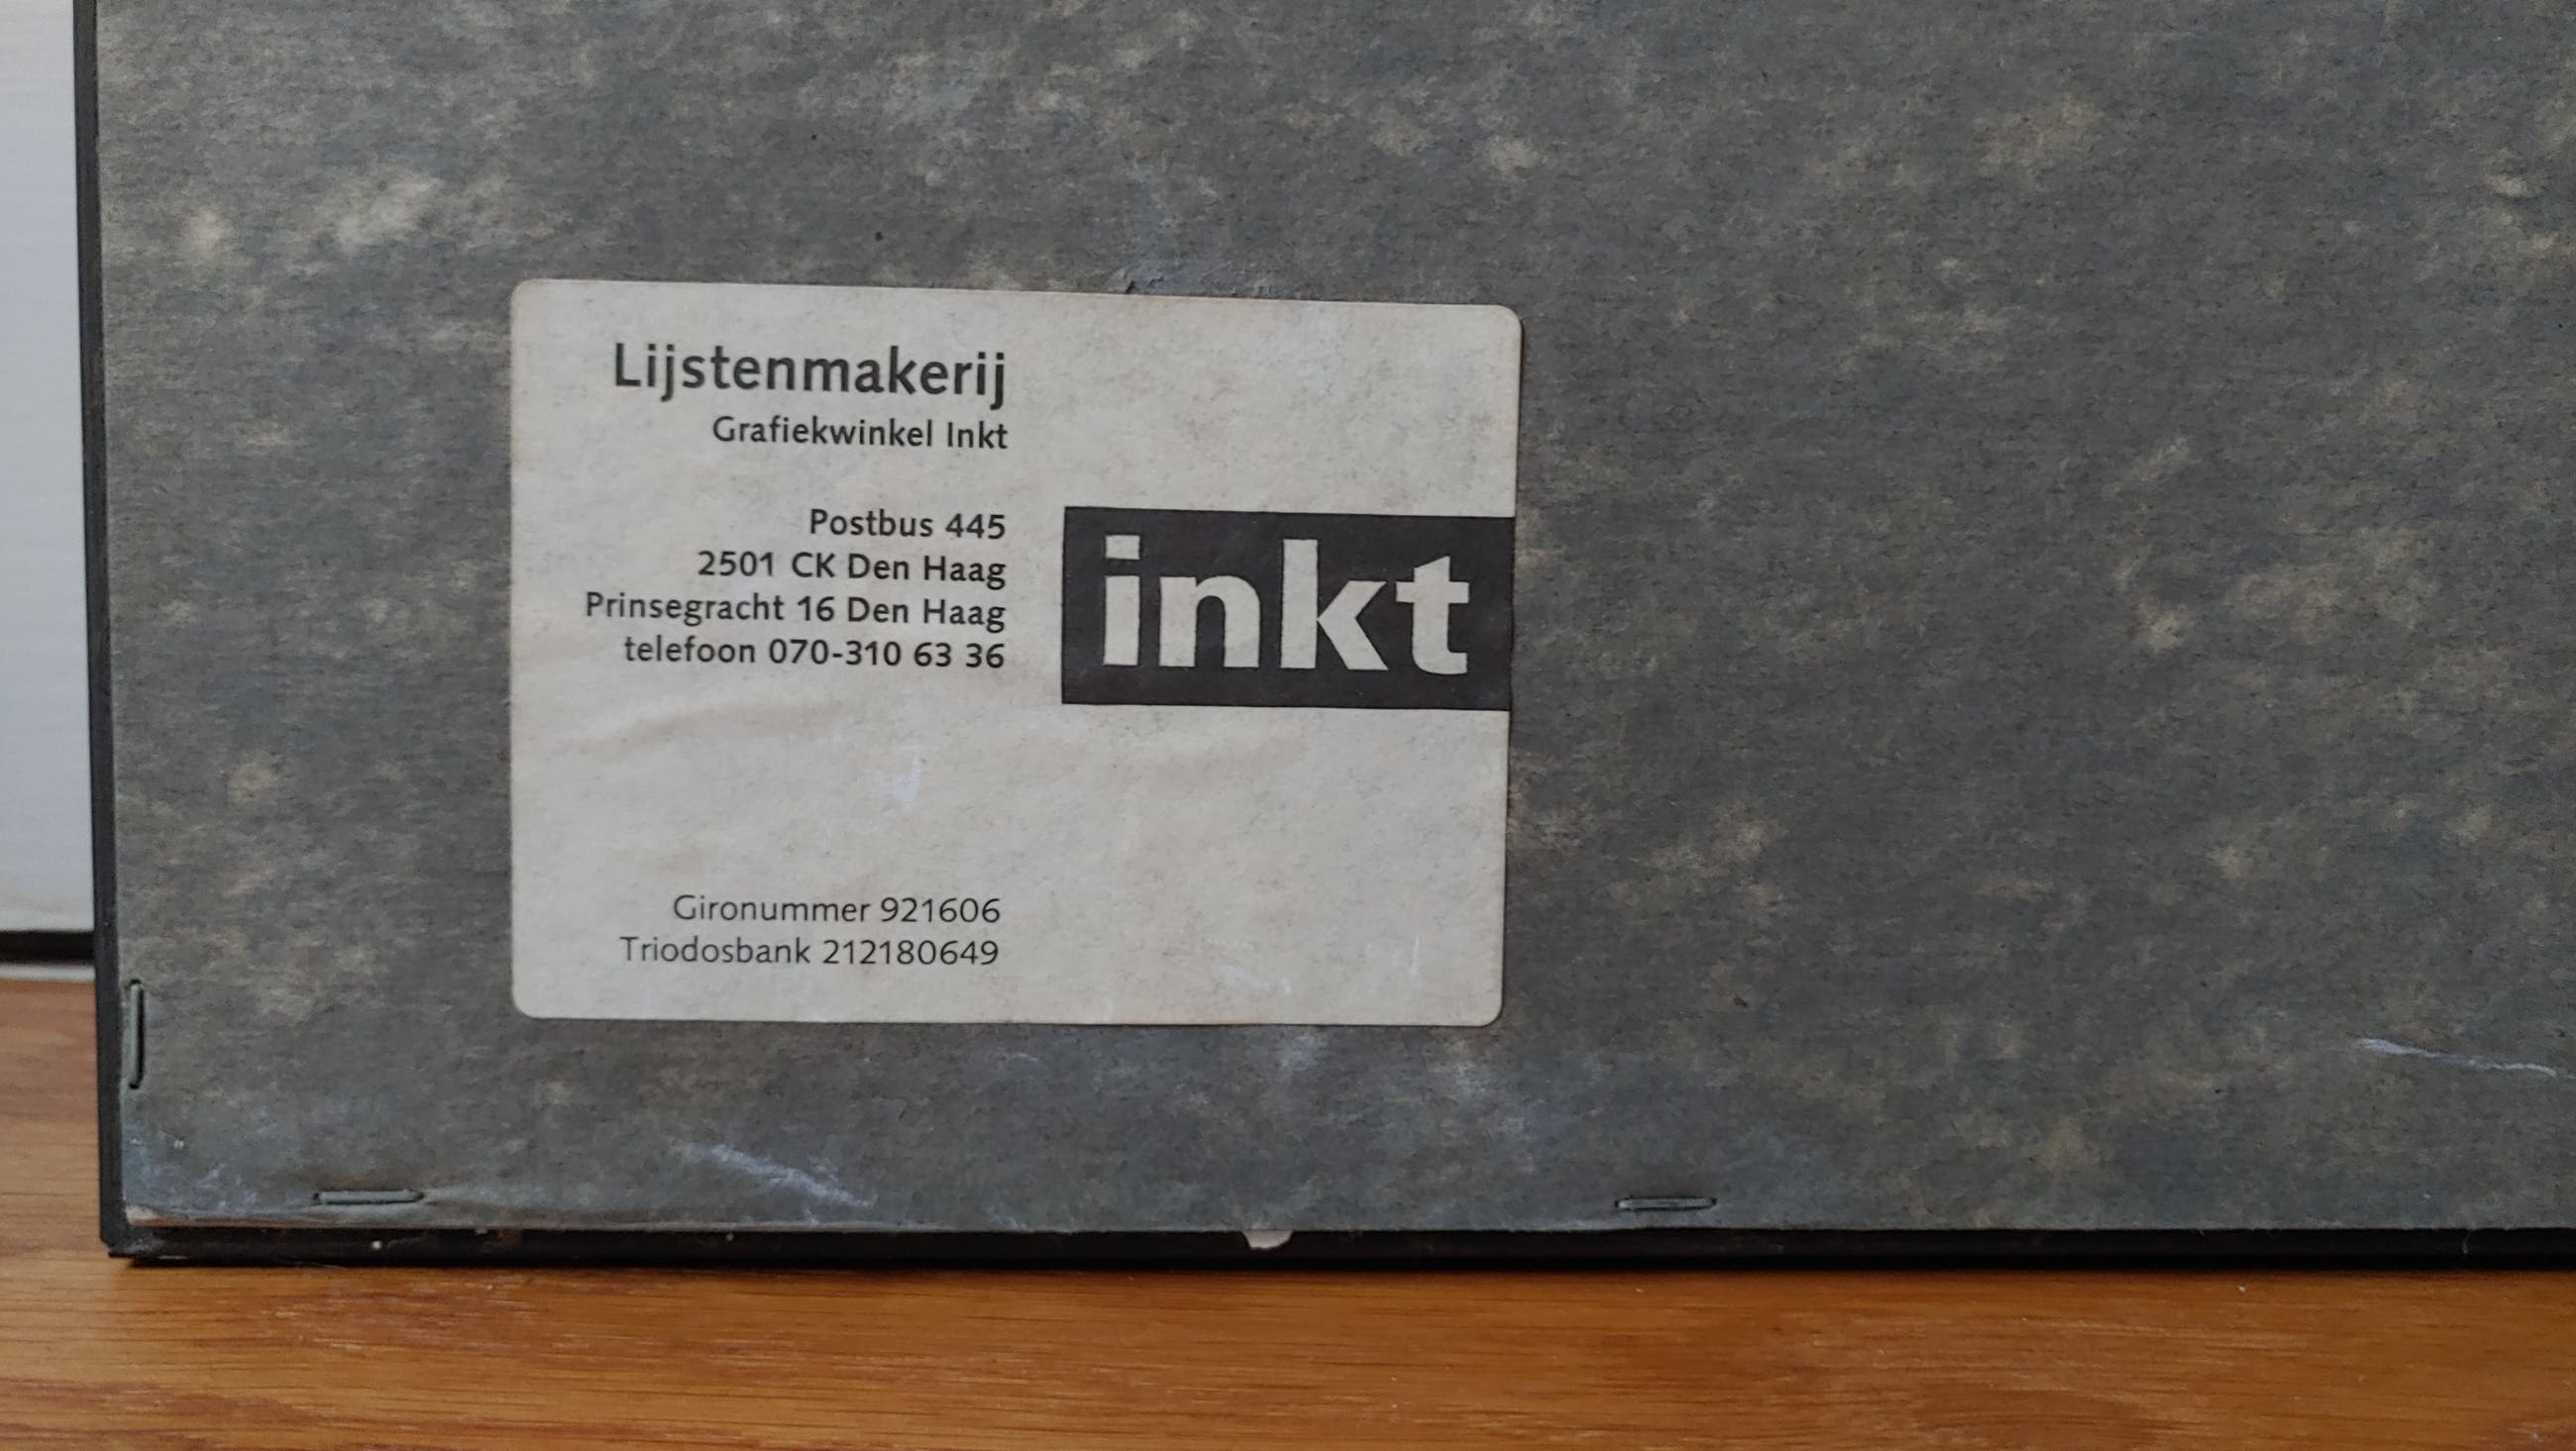 Lijstenmakerij
Grafiekwinkel Inkt
Postbus 445
2501 CK Den Haag
Prinsegracht 16 Den Haag
telefoon 070-310 63 36
inkt
Gironummer 921606
Triodosbank 212180649